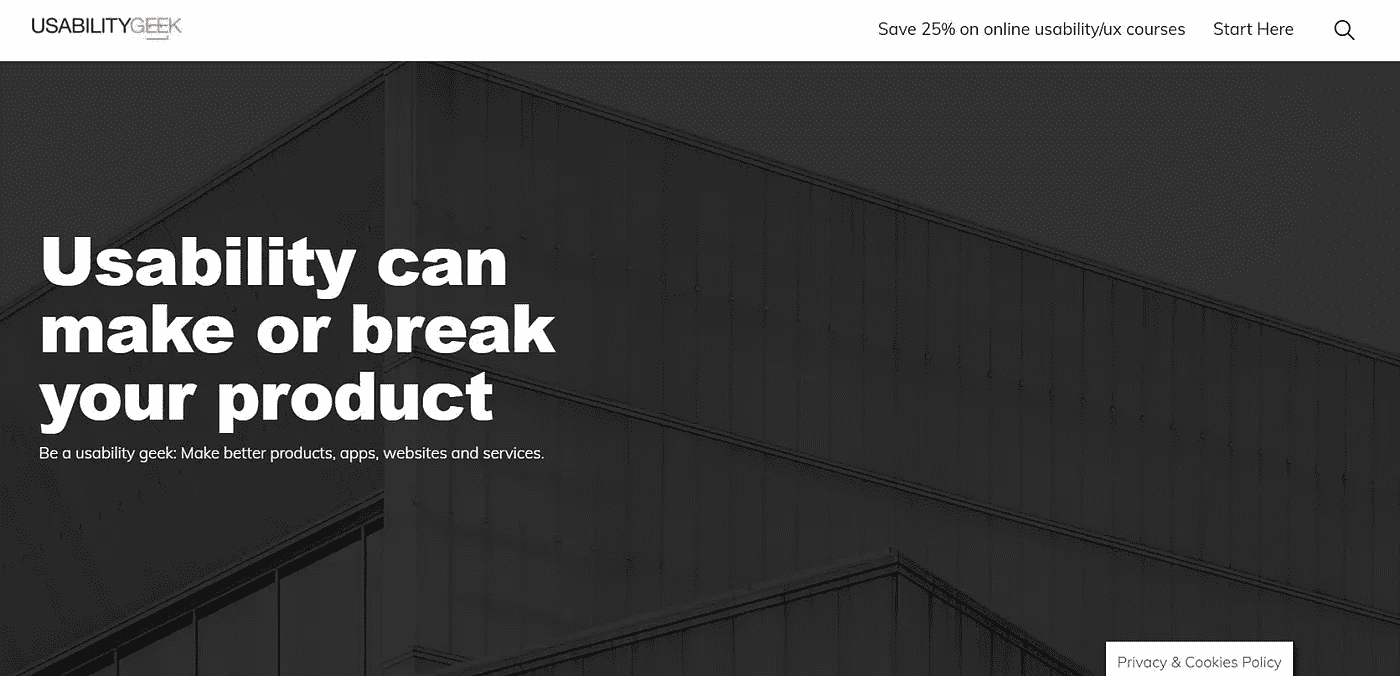 USABILITYGEEK
Save 25% on online usability/ux courses
Start Here
Usability can
make or break
your product
Be a usability geek: Make better products, apps, websites and services.
Privacy & Cookies Policy